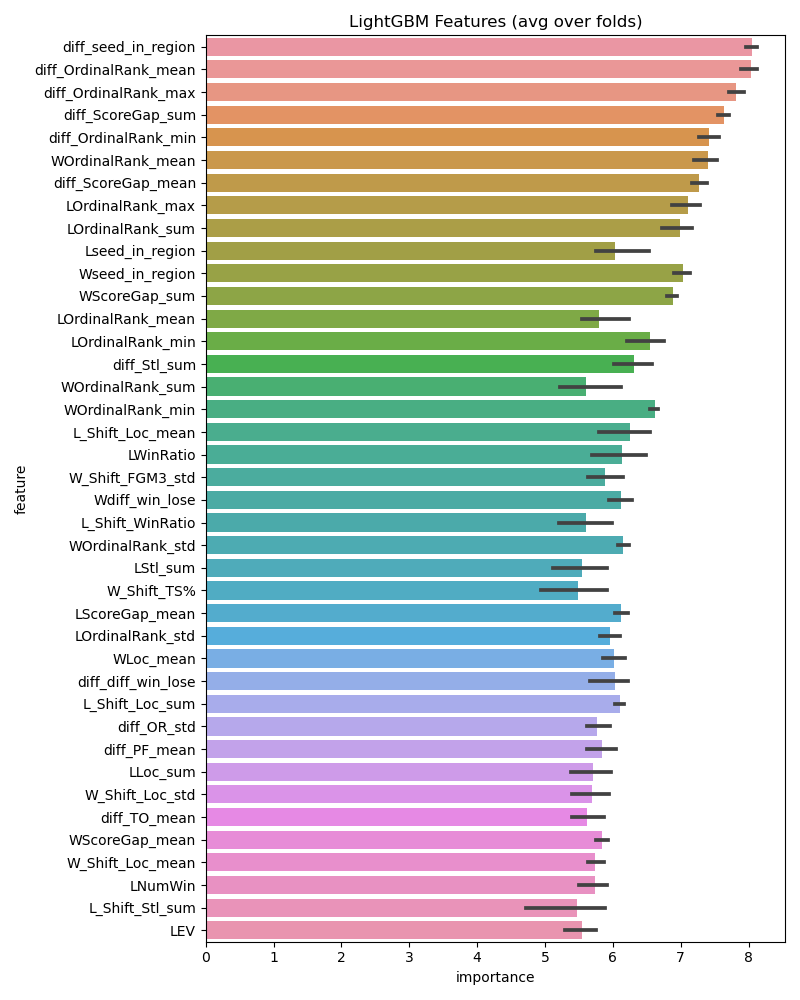 LightGBM Features (avg over folds)
diff_seed_in_region
diff_OrdinalRank_mean
diff_OrdinalRank_max
diff_ScoreGap_sum
diff_OrdinalRank_min
WOrdinalRank_mean
diff_ScoreGap_mean
LOrdinalRank_max
LOrdinalRank_sum
Lseed_in_region
Wseed_in_region
WScoreGap_sum
LOrdinalRank_mean
LOrdinalRank_min
diff_Stl_sum
WOrdinalRank_sum
WOrdinalRank_min
L_Shift_Loc_mean
LWinRatio
W_Shift_FGM3_std
Wdiff_win_lose
L_Shift_WinRatio
WOrdinalRank_std
LStl_sum
W_Shift_TS%
LScoreGap_mean
LOrdinalRank_std
WLoc_mean
diff_diff_win_lose
L_Shift_Loc_sum
diff_OR_std
diff_PF_mean
LLoc_sum
W_Shift_Loc_std
diff_TO_mean
WScoreGap_mean
W_Shift_Loc_mean
LNumWin
L_Shift_Stl_sum
LEV
feature
0 1 2 3 4 5 6 7 8
importance